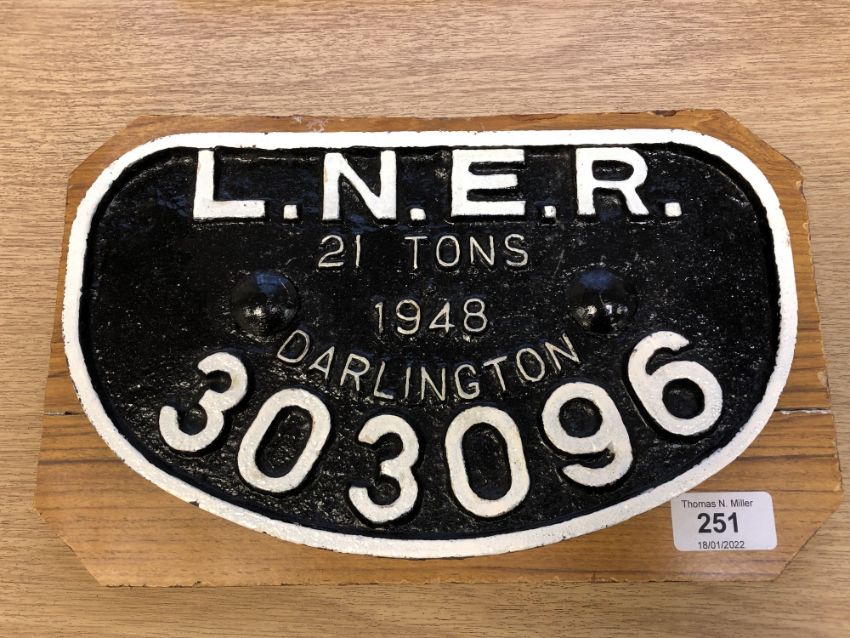 L.N.E.R.
21 TONS
1948
DARLINGTON
303096
Thomas N. Miller
251
18/01/2022